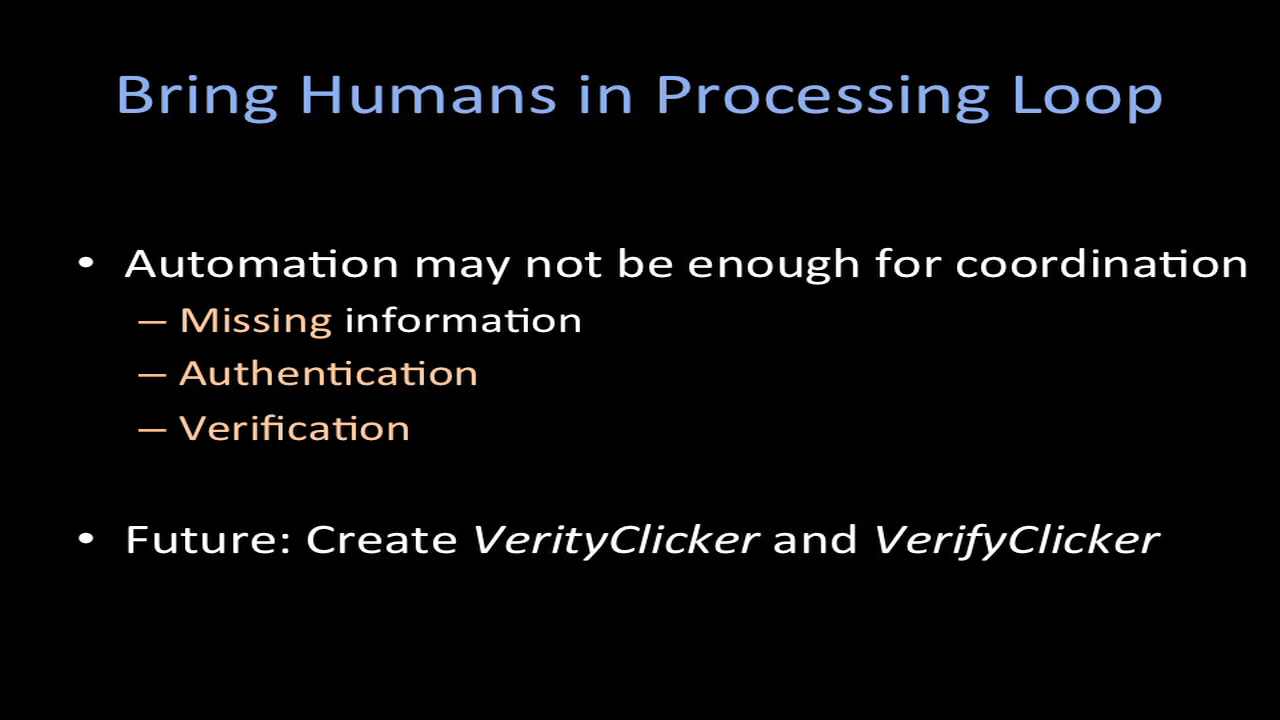 Bring Humans in Processing Loop
• Automation may not be enough for coordination
– Missing information
– Authentication
– Verification
• Future: Create VerityClicker and VerifyClicker